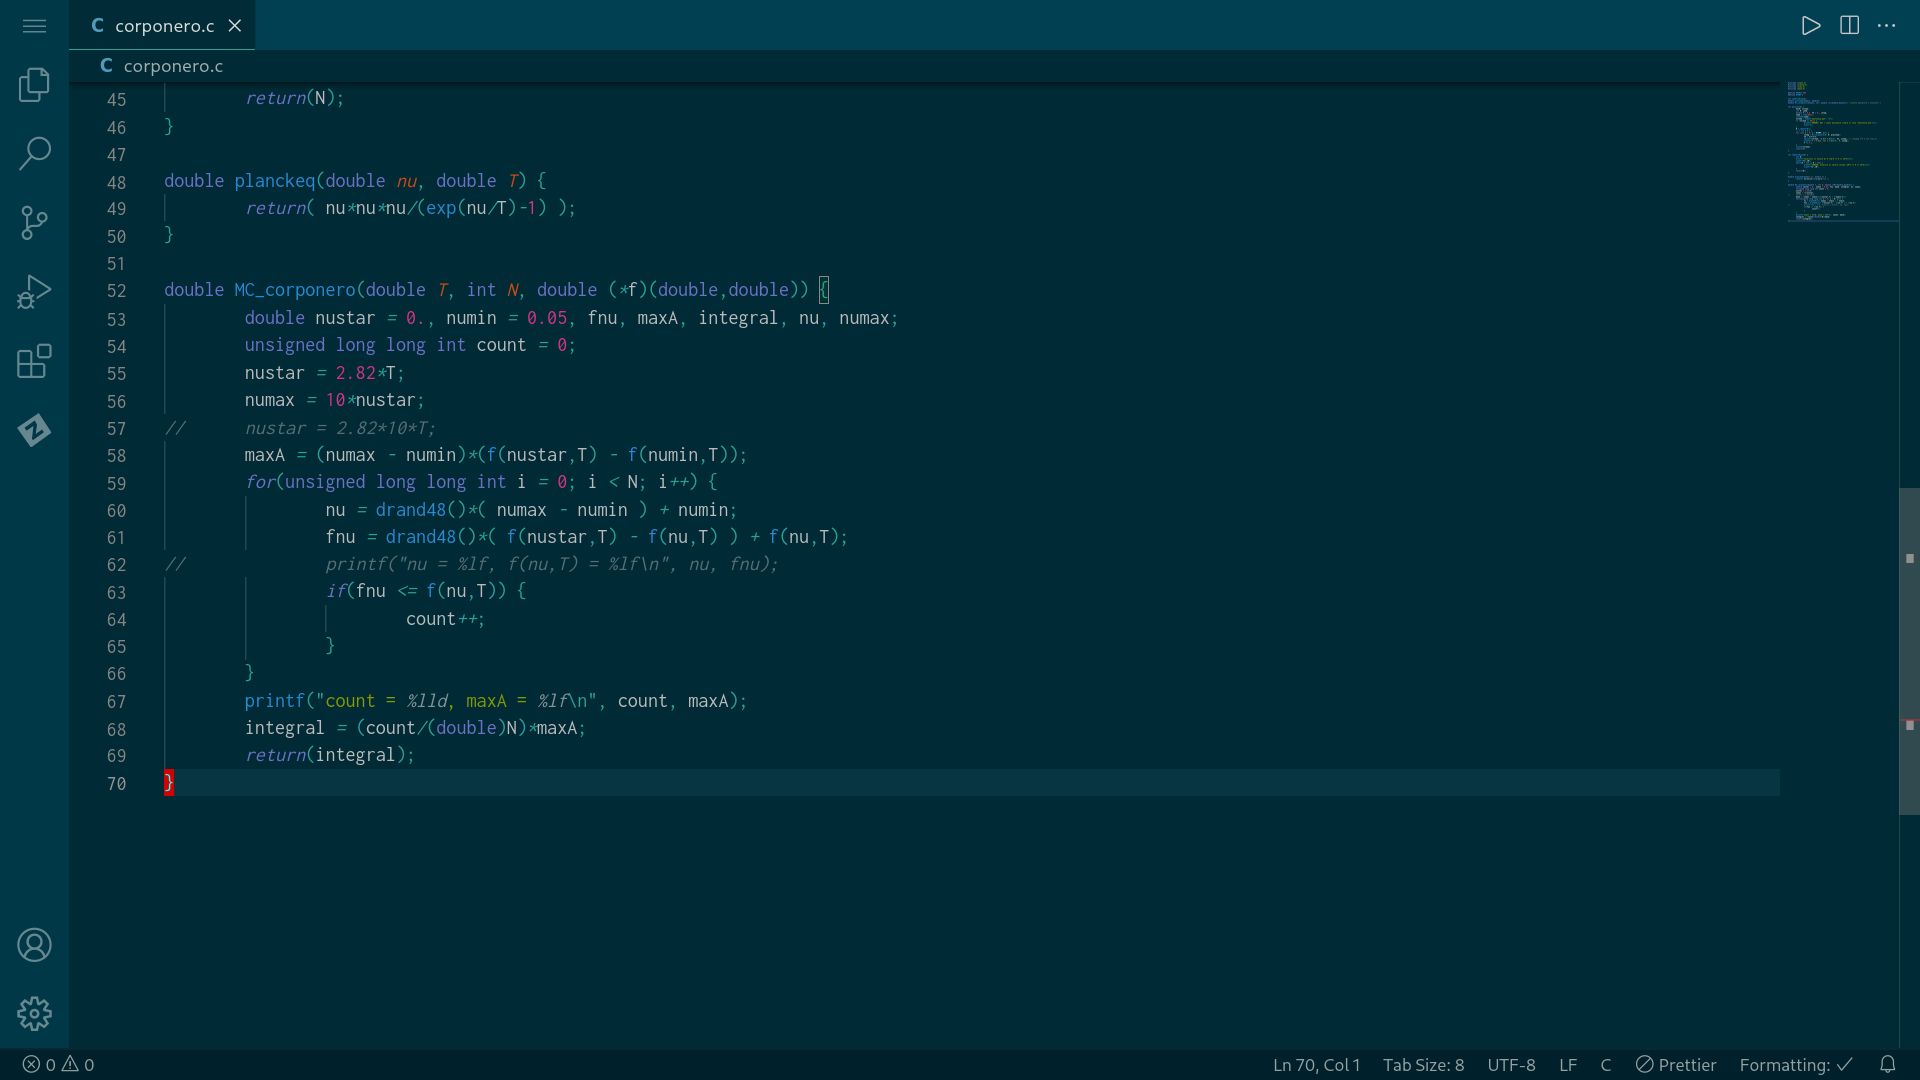 C corponero.c
C corponero.c
45 return(N);
46 }
47
48 double planckeq(double nu, double T) {
49 return( nu*nu*nu/(exp(nu/T)-1) );
50 }
51
52 double MC_corponero(double T, int N, double (*f)(double,double)) {
53 double nustar = 0., numin = 0.05, fnu, maxA, integral, nu, numax;
54 unsigned long long int count = 0;
55 nustar = 2.82*T;
56 numax = 10*nustar;
57 // nustar = 2.82*10*T;
58 maxA = (numax - numin)*(f(nustar,T) - f(numin,T));
59 for(unsigned long long int i = 0; i < N; i++) {
60 nu = drand48()*( numax - numin ) + numin;
61 fnu = drand48()*( f(nustar,T) - f(nu,T) ) + f(nu,T);
62 // printf("nu = %lf, f(nu,T) = %lf\n", nu, fnu);
63 if(fnu <= f(nu,T)) {
64 count++;
65 }
66 }
67 printf("count = %lld, maxA = %lf\n", count, maxA);
68 integral = (count/(double)N)*maxA;
69 return(integral);
70 }
0 0 Ln 70, Col 1 Tab Size: 8 UTF-8 LF C Prettier Formatting: ✓